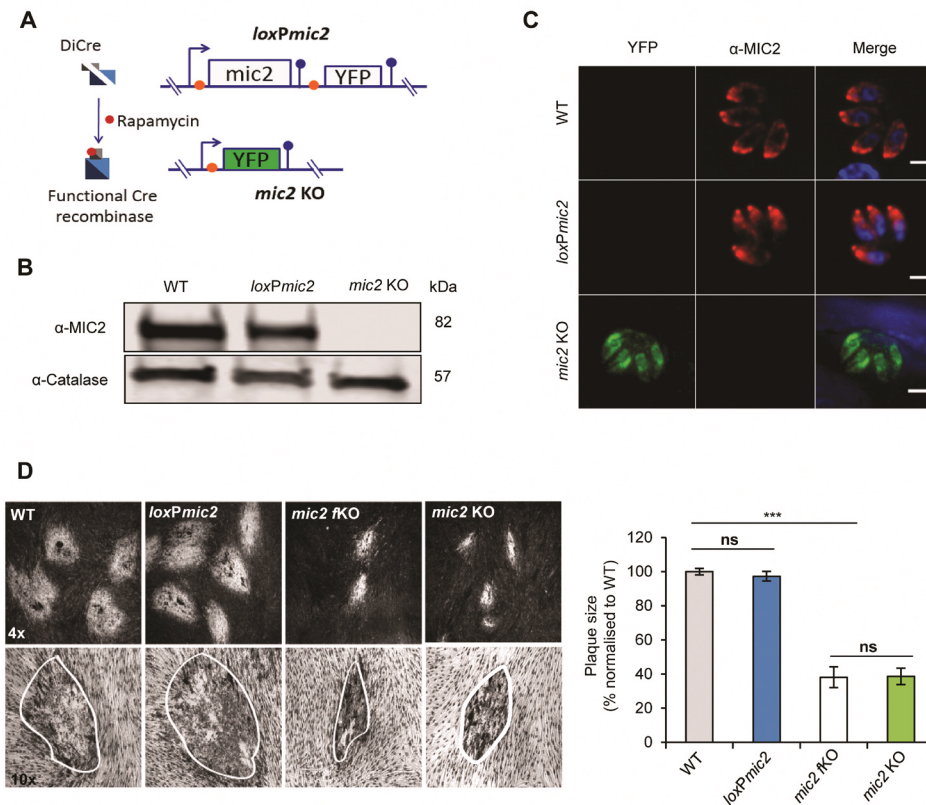 A
DiCre
loxPmic2
mic2
YFP
Rapamycin
YFP
mic2 KO
Functional Cre
recombinase
B
WT
loxPmic2
mic2 KO
kDa
α-MIC2
82
α-Catalase
57
C
YFP
α-MIC2
Merge
WT
loxPmic2
mic2 KO
D
WT
loxPmic2
mic2 fKO
mic2 KO
4x
10x
***
ns
ns
Plaque size
(% normalised to WT)
120
100
80
60
40
20
0
WT
loxPmic2
mic2 fKO
mic2 KO